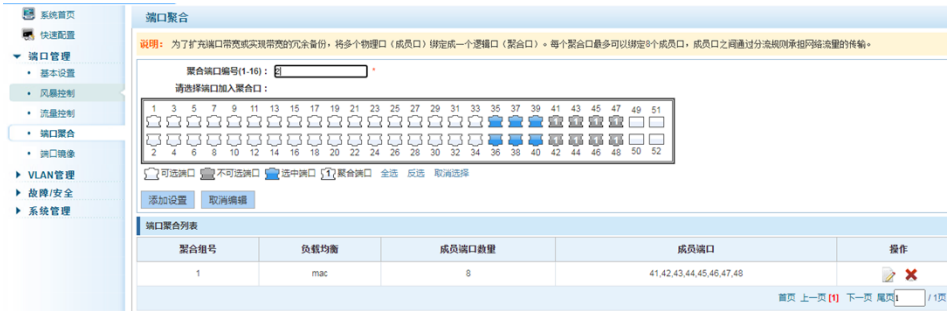 系统首页
快速配置
端口管理
基本设置
风暴控制
流量控制
端口聚合
端口镜像
VLAN管理
故障/安全
系统管理
端口聚合
说明： 为了扩充端口带宽或实现带宽的冗余备份，将多个物理口（成员口）绑定成一个逻辑口（聚合口）。每个聚合口最多可以绑定8个成员口，成员口之间通过分流规则承担网络流量的传输。
聚合端口编号(1-16)： 2 *
请选择端口加入聚合口：
1 3 5 7 9 11 13 15 17 19 21 23 25 27 29 31 33 35 37 39 41 43 45 47 49 51
1 1 1 1
1 1 1 1
2 4 6 8 10 12 14 16 18 20 22 24 26 28 30 32 34 36 38 40 42 44 46 48 50 52
可选端口 不可选端口 选中端口 1 聚合端口 全选 反选 取消选择
添加设置 取消编辑
端口聚合列表
聚合组号 负载均衡 成员端口数量 成员端口 操作
1 mac 8 41,42,43,44,45,46,47,48
首页 上一页 [1] 下一页 尾页 1 / 1页